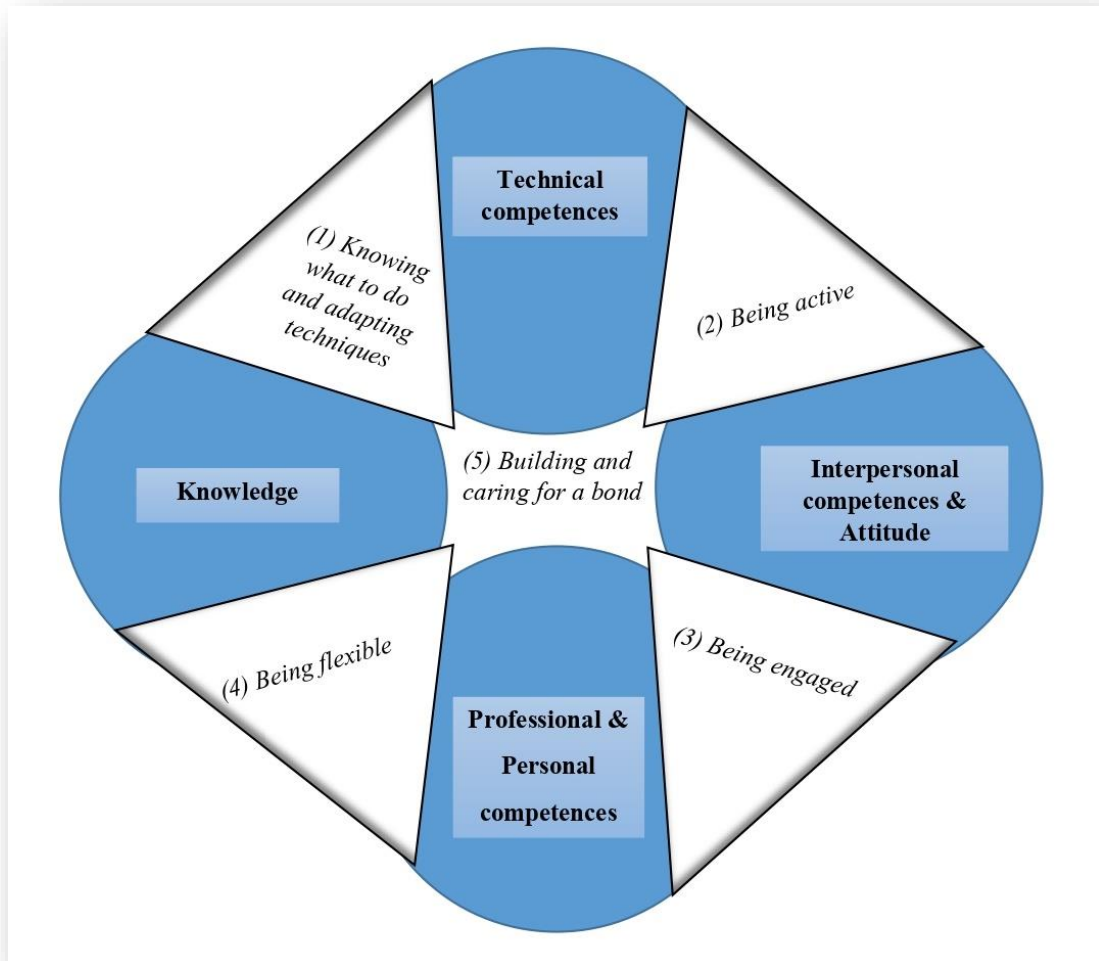 Technical
competences
(1) Knowing
what to do
and adapting
techniques
(2) Being active
Knowledge
(5) Building and
caring for a bond
Interpersonal
competences &
Attitude
(4) Being flexible
(3) Being engaged
Professional &
Personal
competences